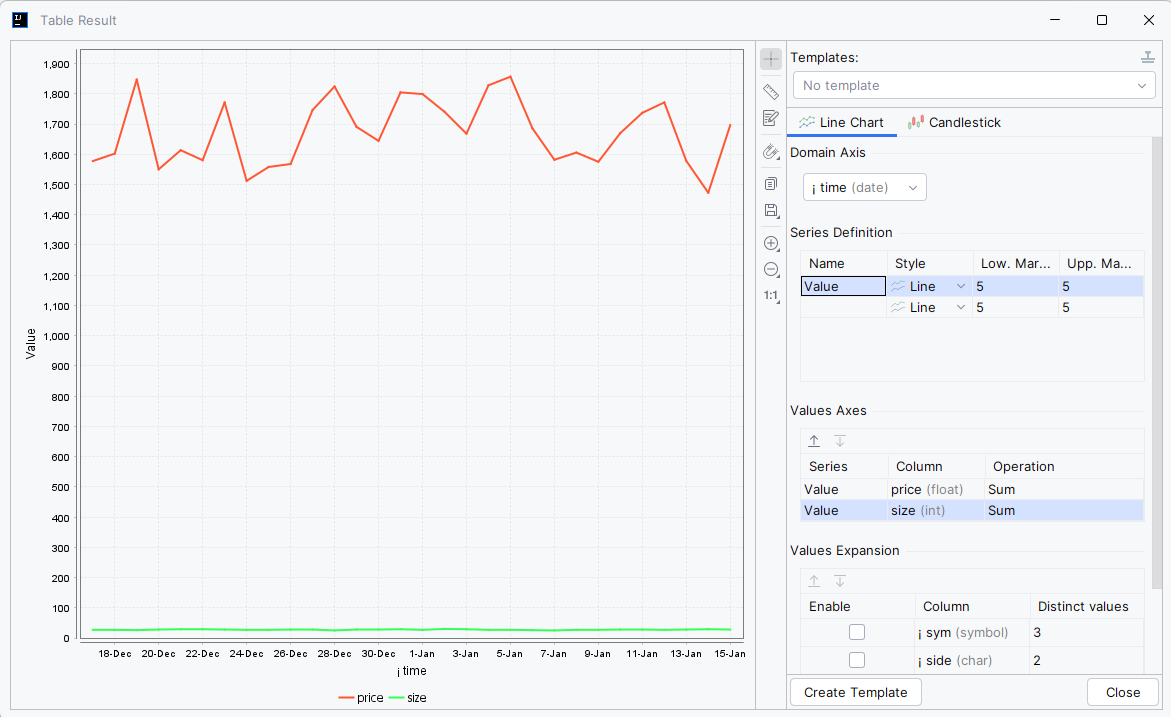 Table Result
1,900
1,800
1,700
1,600
1,500
1,400
1,300
1,200
1,100
1,000
900
800
700
600
500
400
300
200
100
0
Value
18-Dec 20-Dec 22-Dec 24-Dec 26-Dec 28-Dec 30-Dec 1-Jan 3-Jan 5-Jan 7-Jan 9-Jan 11-Jan 13-Jan 15-Jan
¡ time
price size
1:1
Templates:
No template
Line Chart Candlestick
Domain Axis
¡ time (date)
Series Definition
Name Style Low. Mar... Upp. Ma...
Value Line 5 5
Line 5 5
Values Axes
Series Column Operation
Value price (float) Sum
Value size (int) Sum
Values Expansion
Enable Column Distinct values
¡ sym (symbol) 3
¡ side (char) 2
Create Template Close